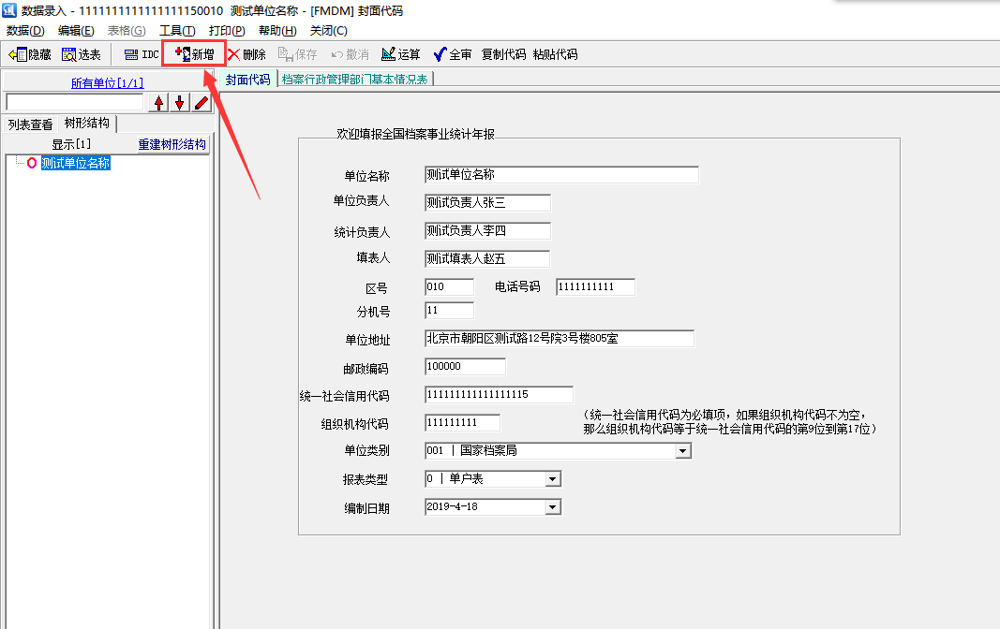 数据录入 - 1111111111111111150010 测试单位名称 - [FMDM] 封面代码
数据(D) 编辑(E) 表格(G) 工具(T) 打印(P) 帮助(H) 关闭(C)
隐藏 选表 IDC 新增 删除 保存 撤消 运算 全审 复制代码 粘贴代码
所有单位[1/1]
封面代码 档案行政管理部门基本情况表
列表查看 树形结构
显示[1] 重建树形结构
测试单位名称
欢迎填报全国档案事业统计年报
单位名称 测试单位名称
单位负责人 测试负责人张三
统计负责人 测试负责人李四
填表人 测试填表人赵五
区号 010 电话号码 1111111111
分机号 11
单位地址 北京市朝阳区测试路12号院3号楼805室
邮政编码 100000
统一社会信用代码 111111111111111115
组织机构代码 111111111
（统一社会信用代码为必填项，如果组织机构代码不为空，
那么组织机构代码等于统一社会信用代码的第9位到第17位）
单位类别 001 | 国家档案局
报表类型 0 | 单户表
编制日期 2019-4-18